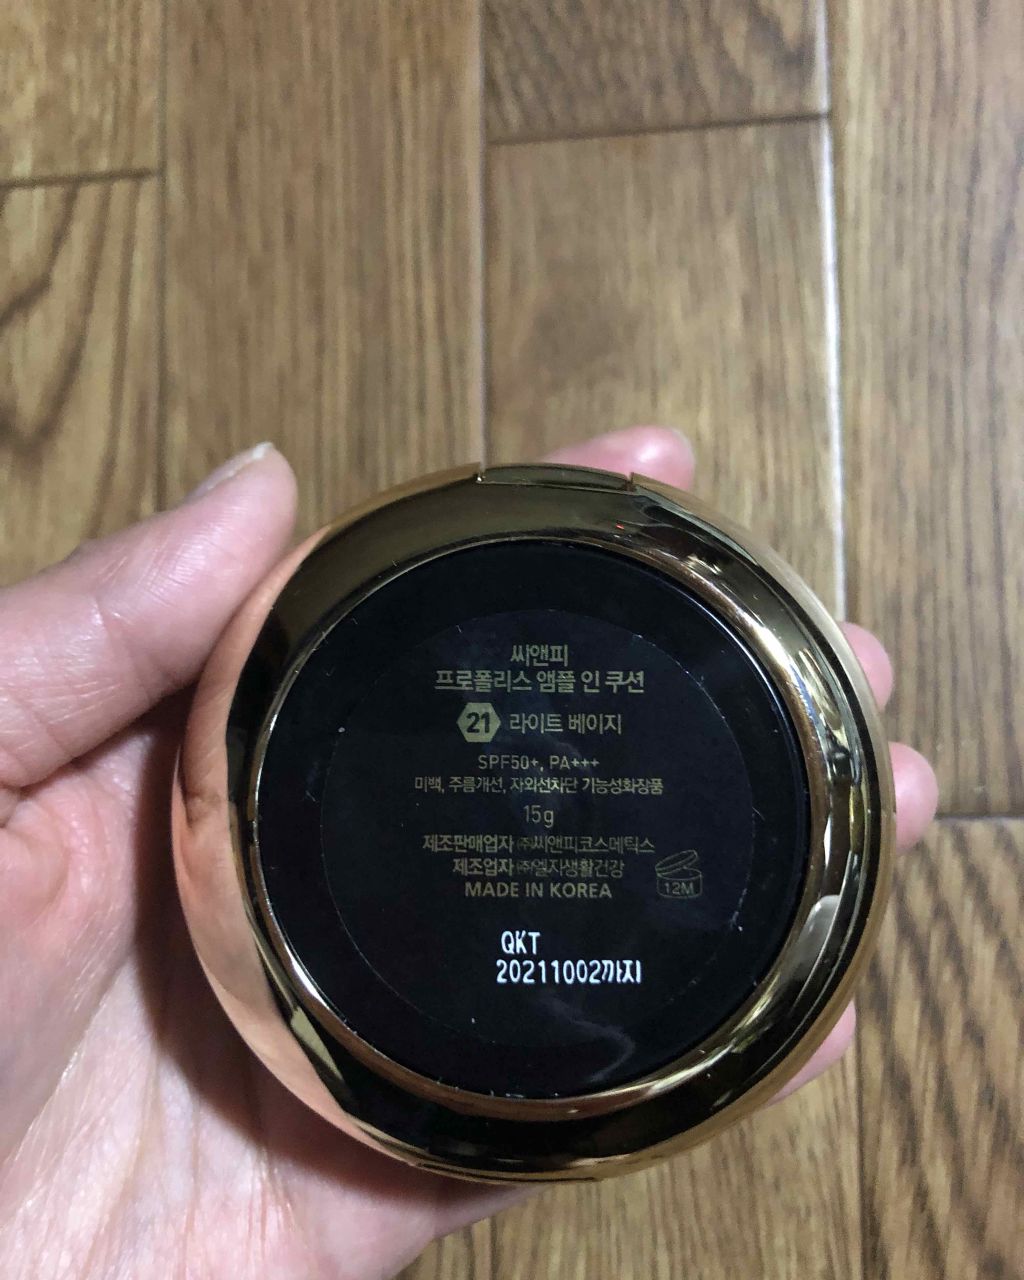 씨앤피
프로폴리스 앰플 인 쿠션
21 라이트 베이지
SPF50+, PA+++
미백, 주름개선, 자외선차단 기능성화장품
15g
제조판매업자 ㈜씨앤피코스메틱스
제조업자 ㈜엘지생활건강
MADE IN KOREA
12M
QKT
20211002까지